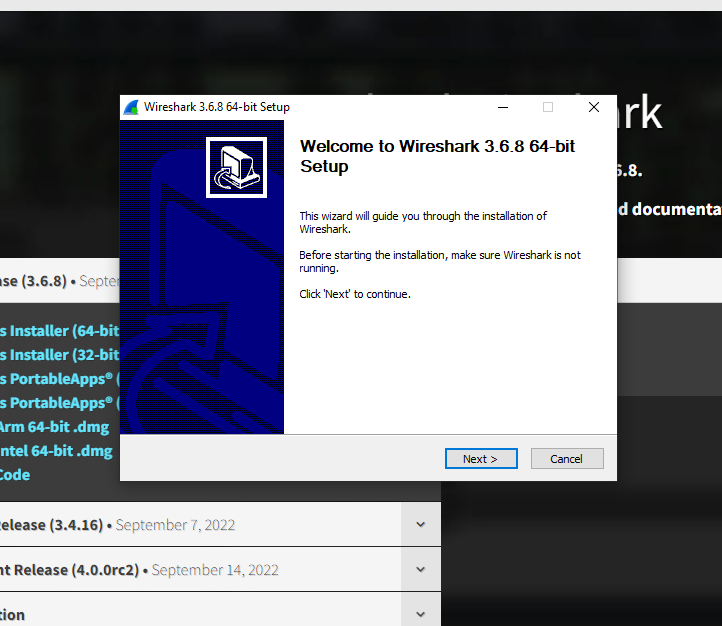 rk
Wireshark 3.6.8 64-bit Setup
Welcome to Wireshark 3.6.8 64-bit
Setup
6.8.
d documenta
This wizard will guide you through the installation of
Wireshark.
Before starting the installation, make sure Wireshark is not
running.
Click 'Next' to continue.
ase (3.6.8) • Septe
s Installer (64-bit
s Installer (32-bit
s PortableApps® (
s PortableApps® (
Arm 64-bit .dmg
ntel 64-bit .dmg
Code
Next >
Cancel
Release (3.4.16) • September 7, 2022
nt Release (4.0.0rc2) • September 14, 2022
tion